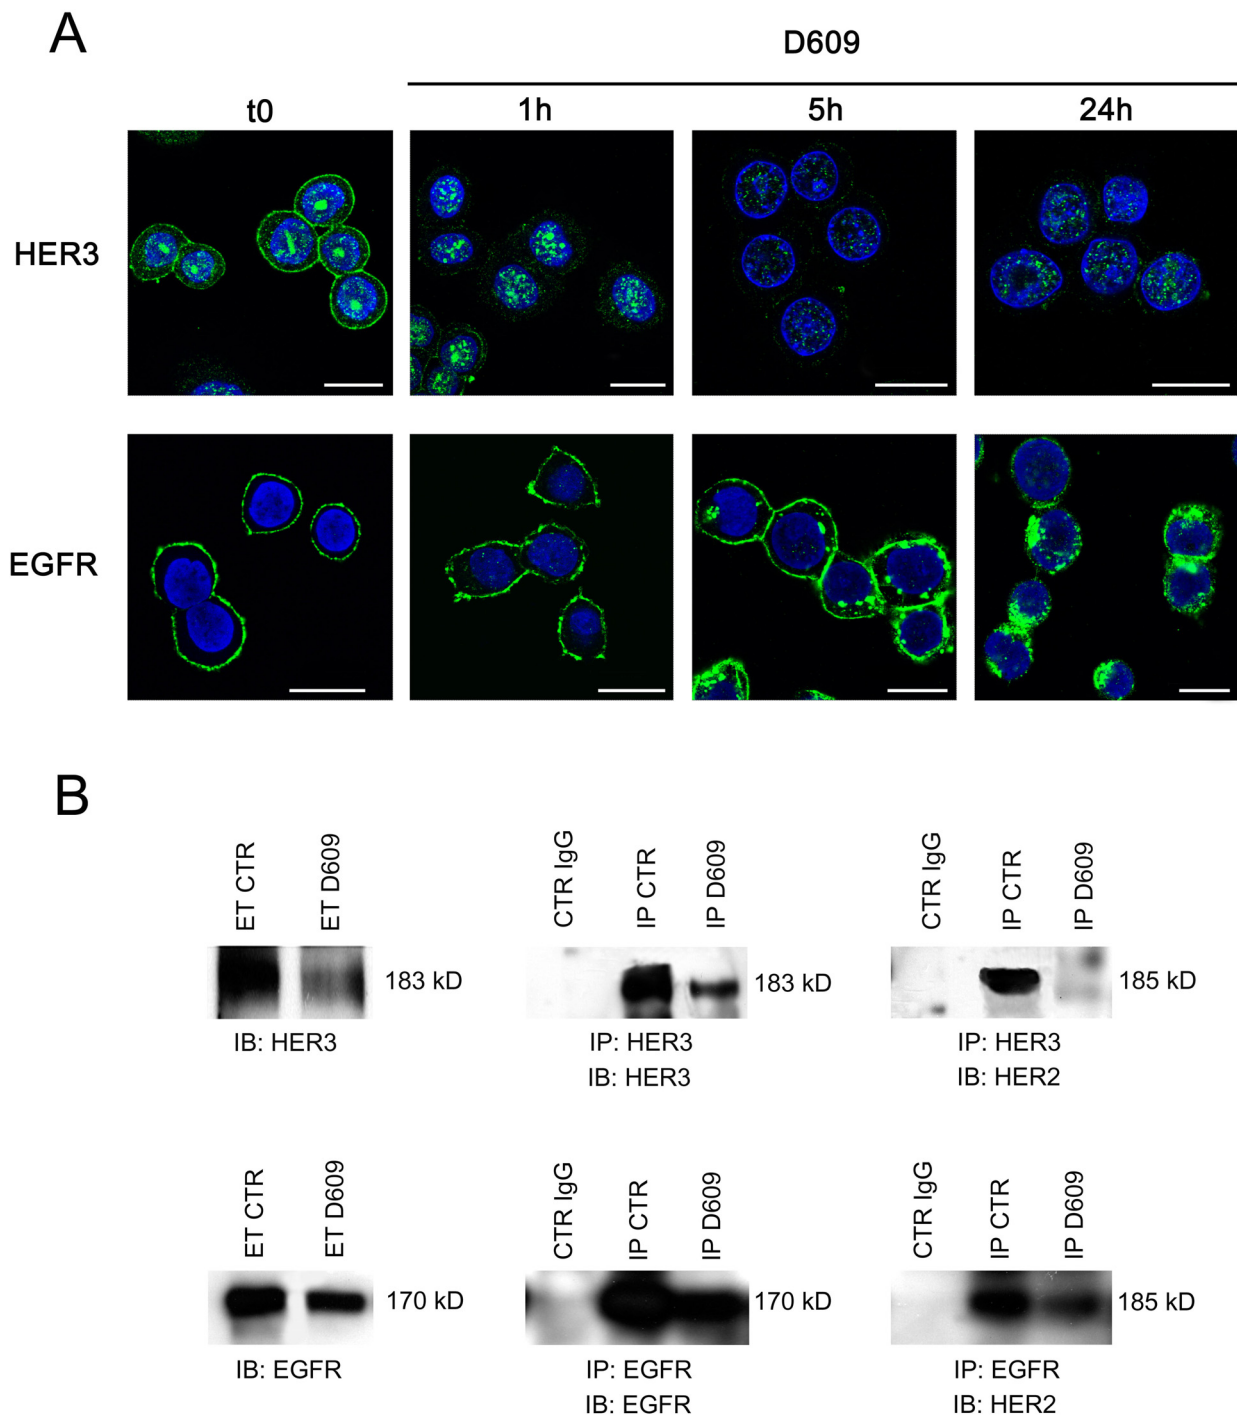 A
D609
t0
1h
5h
24h
HER3
EGFR
B
ET CTR
ET D609
183 kD
IB: HER3
CTR IgG
IP CTR
IP D609
183 kD
IP: HER3
IB: HER3
CTR IgG
IP CTR
IP D609
185 kD
IP: HER3
IB: HER2
ET CTR
ET D609
170 kD
IB: EGFR
CTR IgG
IP CTR
IP D609
170 kD
IP: EGFR
IB: EGFR
CTR IgG
IP CTR
IP D609
185 kD
IP: EGFR
IB: HER2